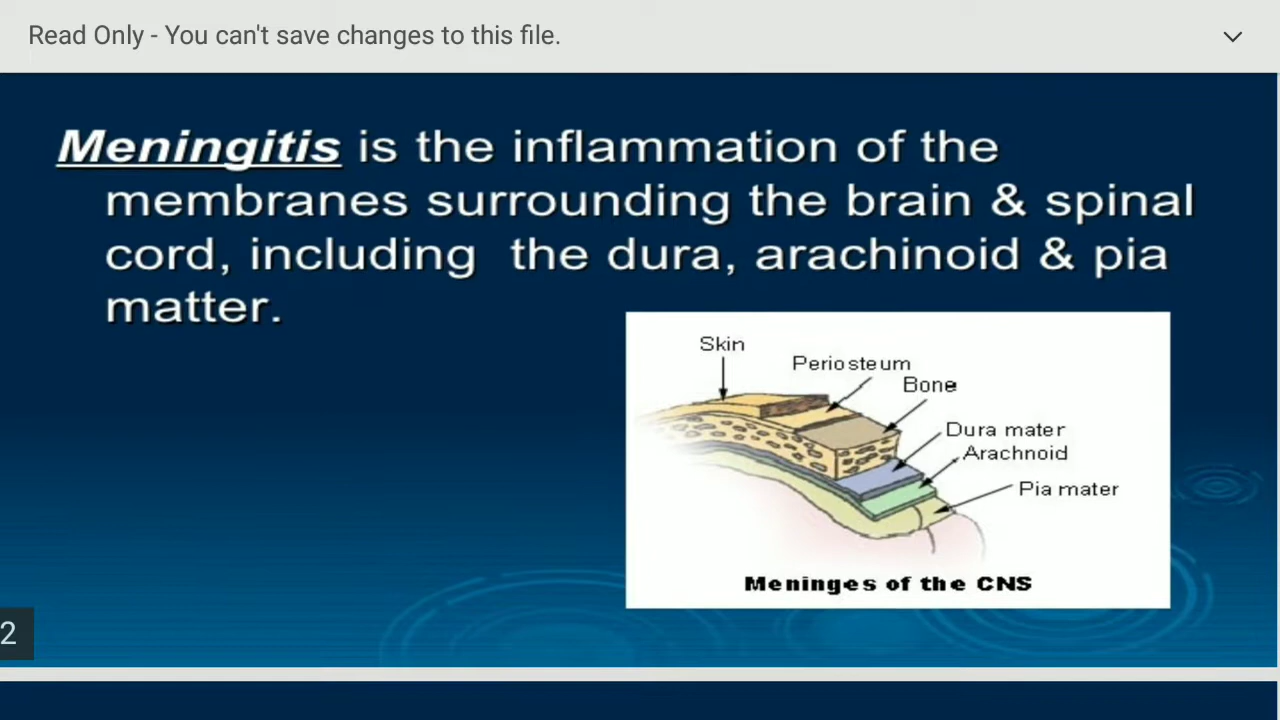 Read Only - You can't save changes to this file.
Meningitis is the inflammation of the
membranes surrounding the brain & spinal
cord, including the dura, arachinoid & pia
matter.
Skin
Periosteum
Bone
Dura mater
Arachnoid
Pia mater
Meninges of the CNS
2